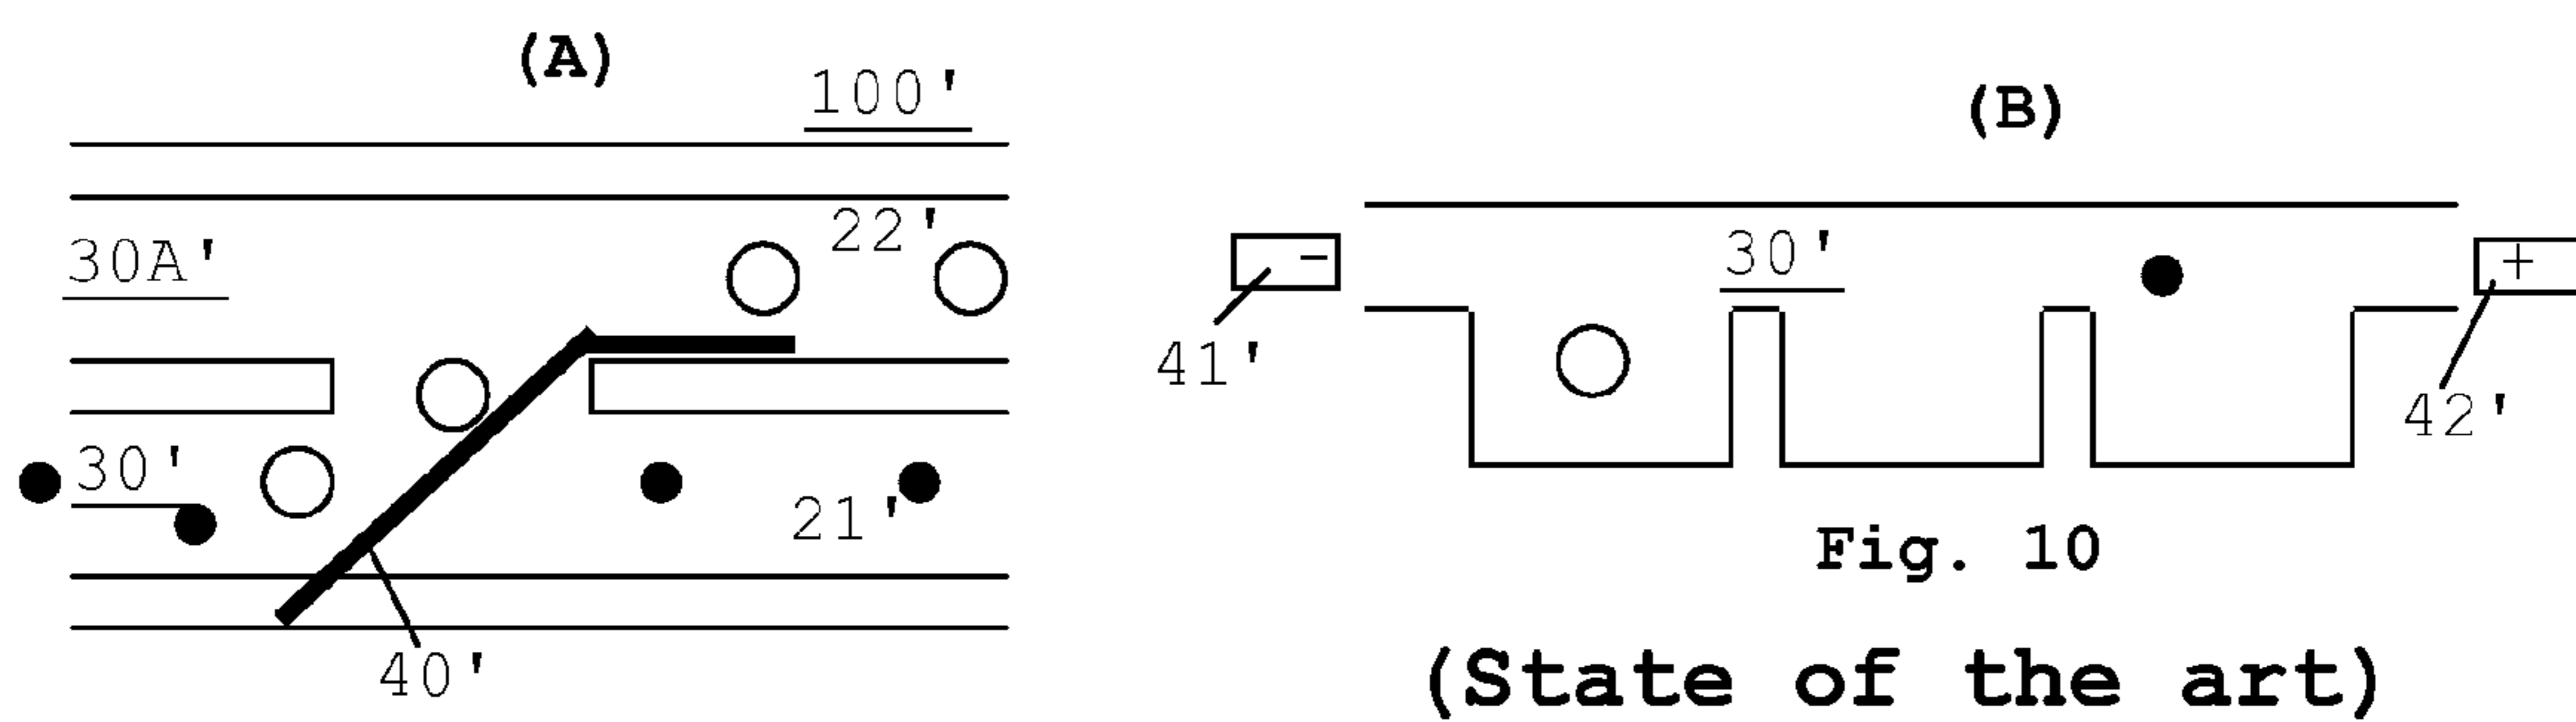 (A)
100'
22'
30A'
30'
21'
40'
(B)
30'
-
+
41'
42'
Fig. 10
(State of the art)